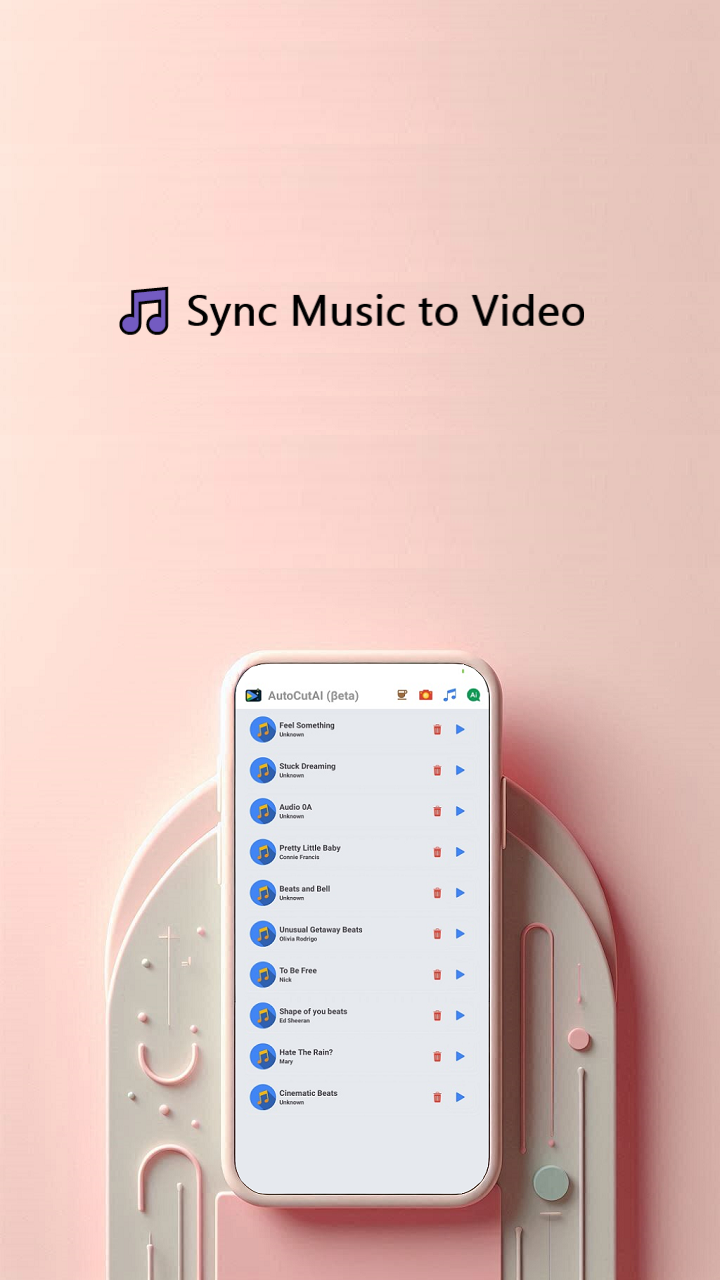 Sync Music to Video
AutoCutAI (βeta)
AI
Feel Something
Unknown
Stuck Dreaming
Unknown
Audio 0A
Unknown
Pretty Little Baby
Connie Francis
Beats and Bell
Unknown
Unusual Getaway Beats
Olivia Rodrigo
To Be Free
Nick
Shape of you beats
Ed Sheeran
Hate The Rain?
Mary
Cinematic Beats
Unknown